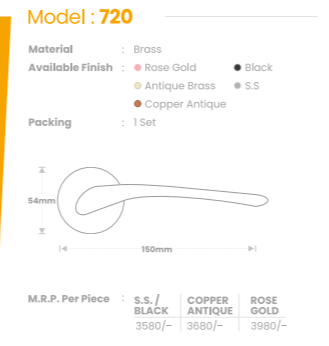 Model : 720
Material : Brass
Available Finish : Rose Gold Black
Antique Brass S.S
Copper Antique
Packing : 1 Set
54mm
150mm
M.R.P. Per Piece : S.S. / BLACK COPPER ANTIQUE ROSE GOLD
3580/- 3680/- 3980/-